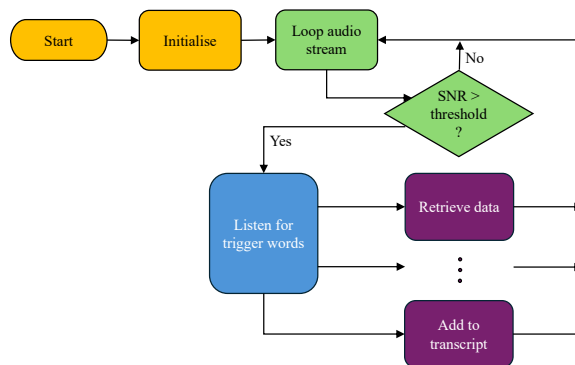 Start
Initialise
Loop audio
stream
No
SNR >
threshold
?
Yes
Listen for
trigger words
Retrieve data
Add to
transcript